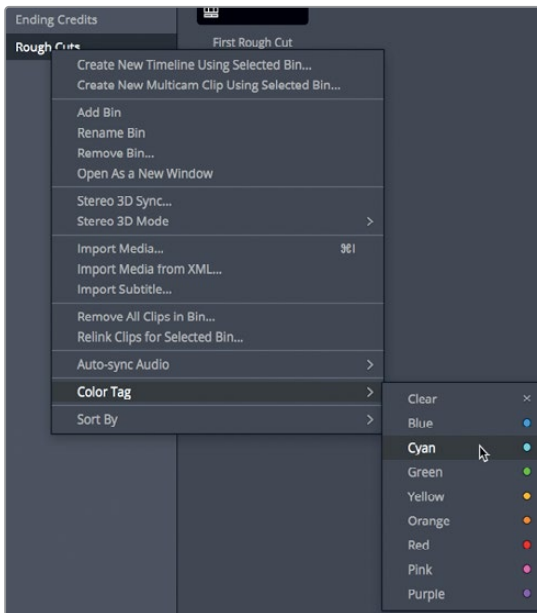 Ending Credits
Rough Cuts
First Rough Cut
Create New Timeline Using Selected Bin...
Create New Multicam Clip Using Selected Bin...
Add Bin
Rename Bin
Remove Bin...
Open As a New Window
Stereo 3D Sync...
Stereo 3D Mode >
Import Media... ⌘I
Import Media from XML...
Import Subtitle...
Remove All Clips in Bin...
Relink Clips for Selected Bin...
Auto-sync Audio >
Color Tag >
Sort By >
Clear ×
Blue
Cyan
Green
Yellow
Orange
Red
Pink
Purple